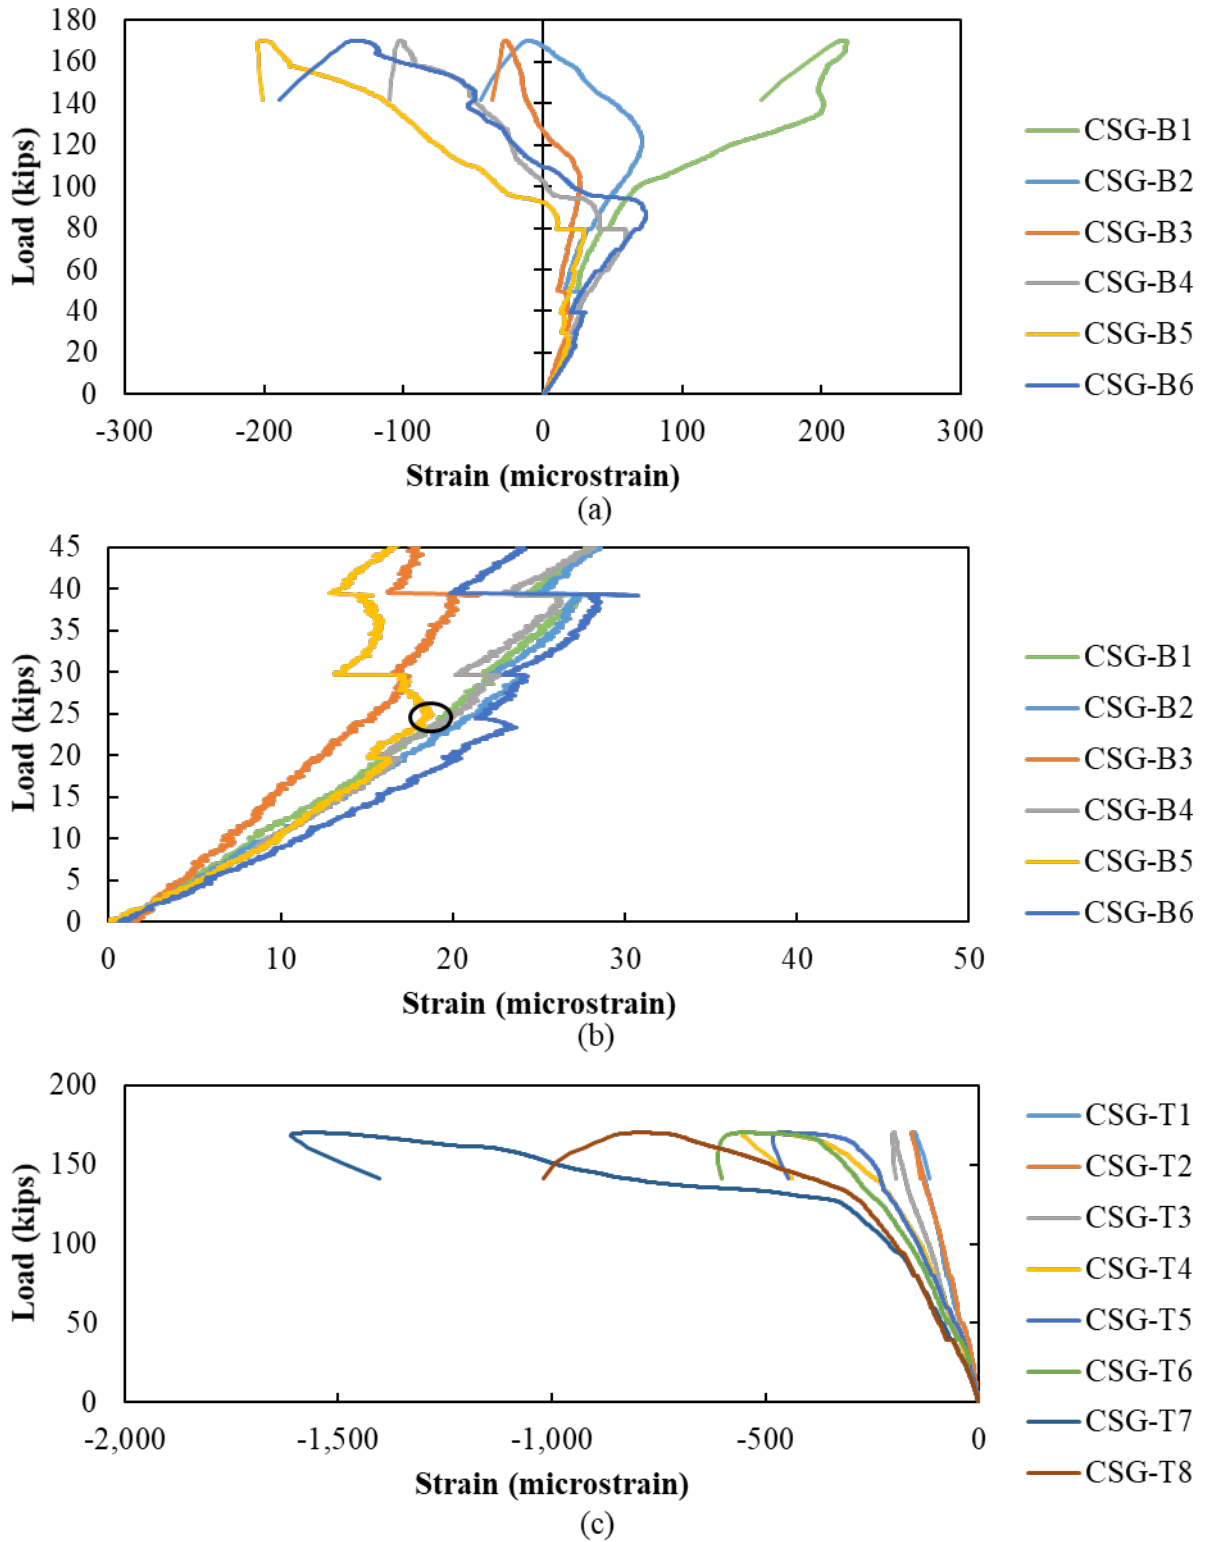 180
160
140
120
100
80
60
40
20
0
Load (kips)
-300 -200 -100 0 100 200 300
Strain (microstrain)
(a)
CSG-B1
CSG-B2
CSG-B3
CSG-B4
CSG-B5
CSG-B6
45
40
35
30
25
20
15
10
5
0
Load (kips)
0 10 20 30 40 50
Strain (microstrain)
(b)
CSG-B1
CSG-B2
CSG-B3
CSG-B4
CSG-B5
CSG-B6
200
150
100
50
0
Load (kips)
-2,000 -1,500 -1,000 -500 0
Strain (microstrain)
(c)
CSG-T1
CSG-T2
CSG-T3
CSG-T4
CSG-T5
CSG-T6
CSG-T7
CSG-T8